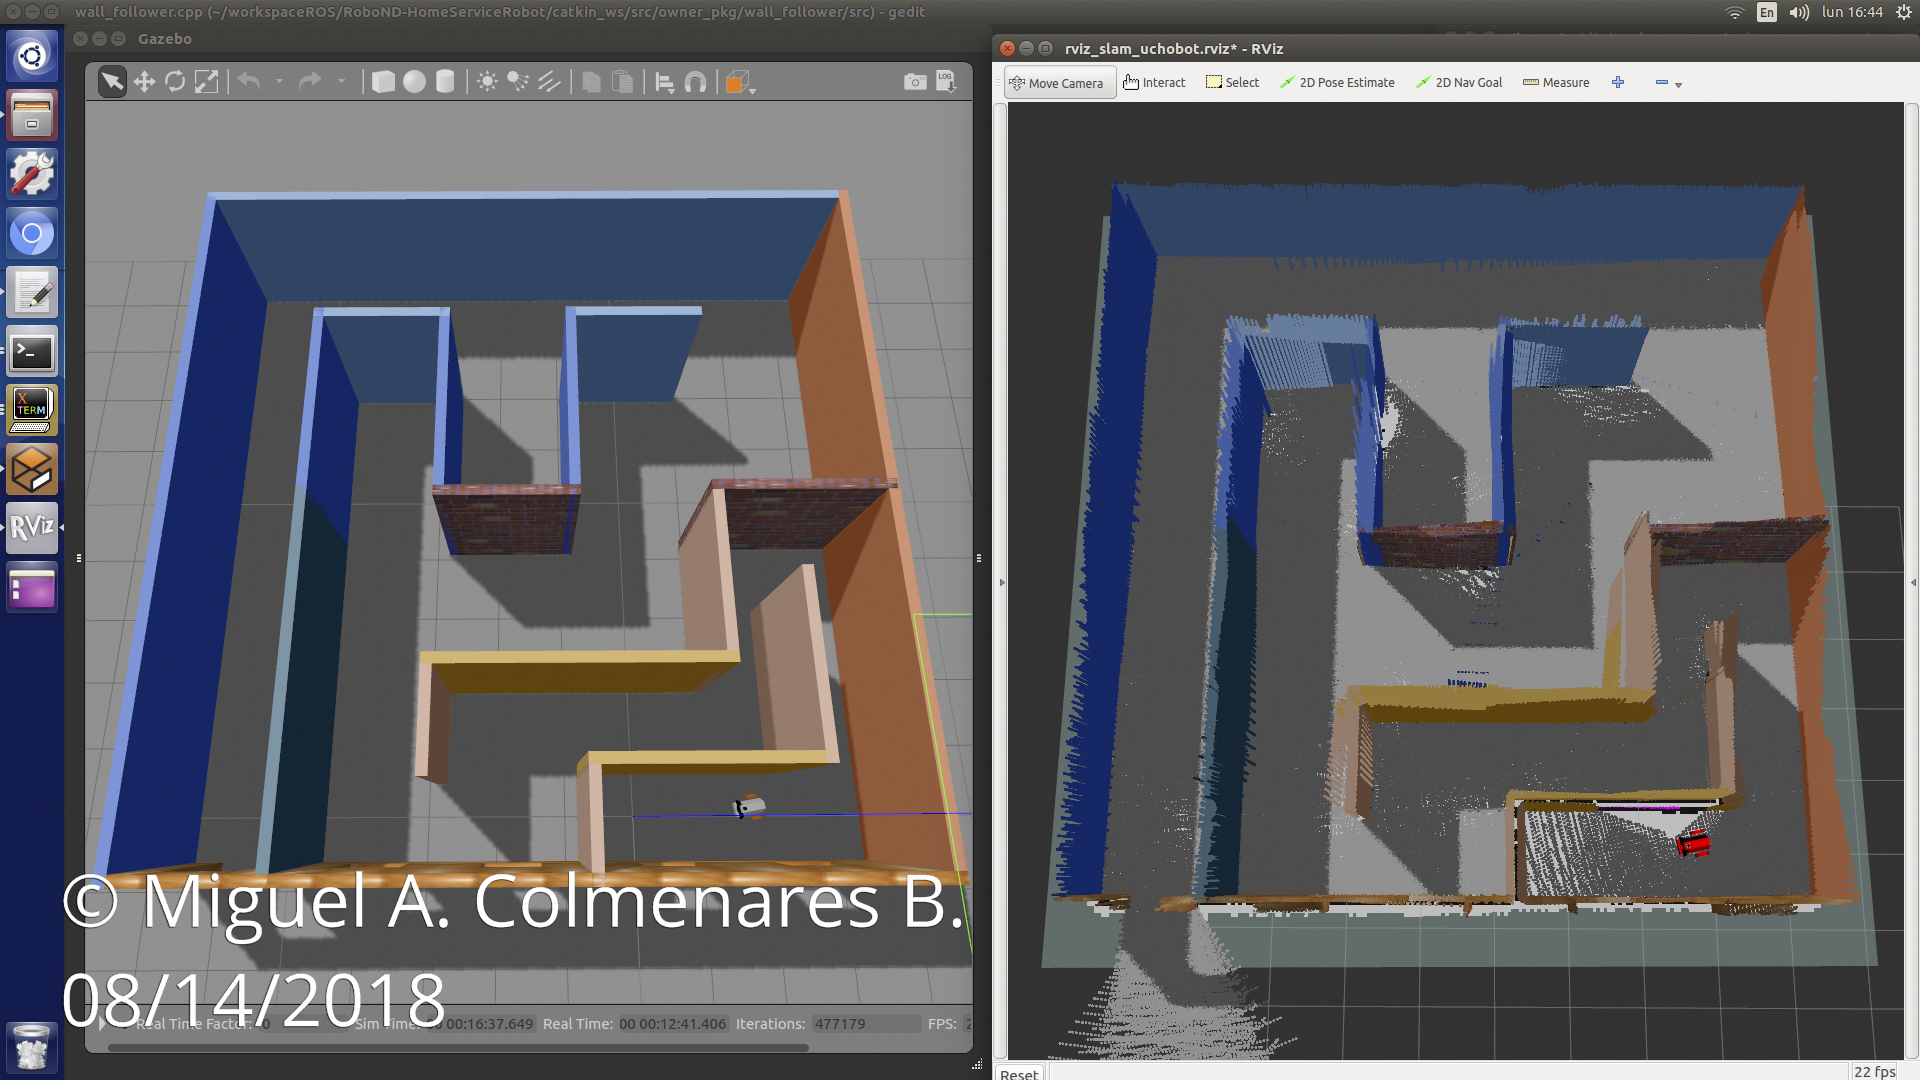 wall_follower.cpp (~/workspaceROS/RoboND-HomeServiceRobot/catkin_ws/src/owner_pkg/wall_follower/src) - gedit
En
lun 16:44
Gazebo
LOG
rviz_slam_uchobot.rviz* - RViz
Move Camera
Interact
Select
2D Pose Estimate
2D Nav Goal
Measure
X
TERM
RViz
© Miguel A. Colmenares B.
08/14/2018
Real Time Factor:
Sim Time:
00:16:37.649
Real Time:
00 00:12:41.406
Iterations:
477179
FPS:
Reset
22 fps